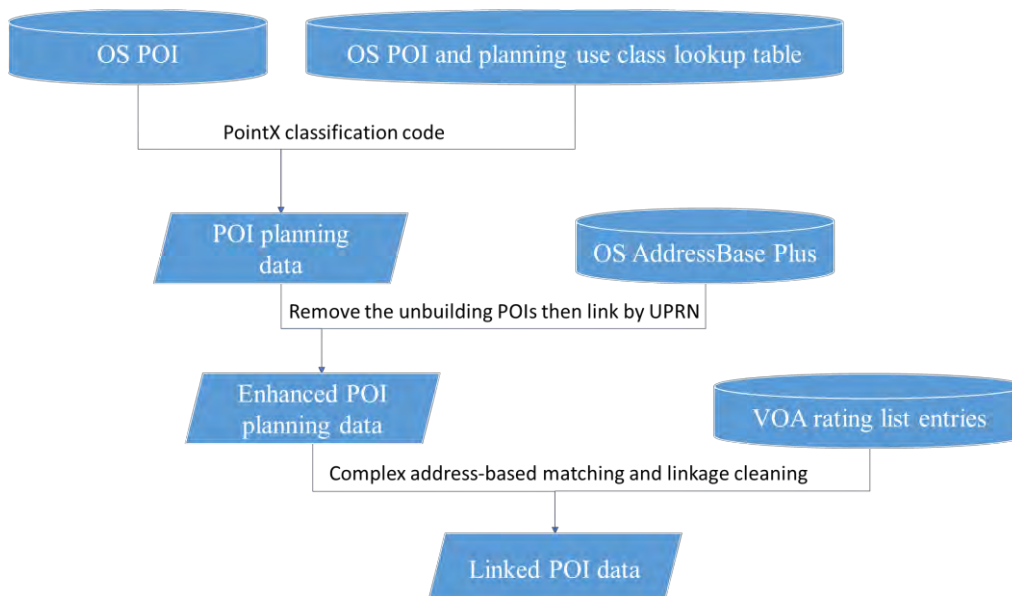 OS POI
OS POI and planning use class lookup table
PointX classification code
POI planning
data
OS AddressBase Plus
Remove the unbuilding POIs then link by UPRN
Enhanced POI
planning data
VOA rating list entries
Complex address-based matching and linkage cleaning
Linked POI data